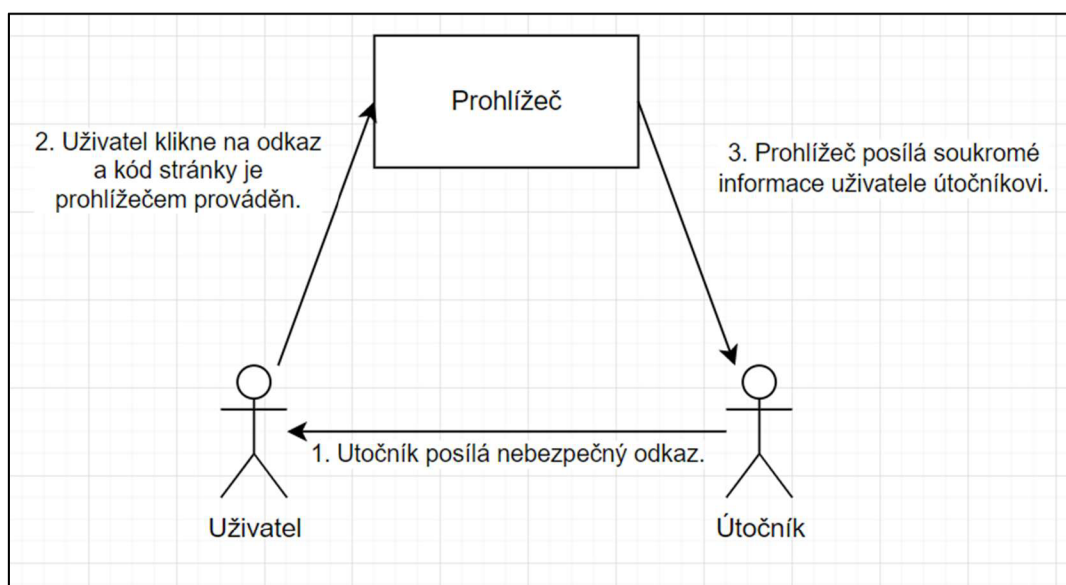 Prohlížeč
2. Uživatel klikne na odkaz
a kód stránky je
prohlížečem prováděn.
3. Prohlížeč posílá soukromé
informace uživatele útočníkovi.
1. Utočník posílá nebezpečný odkaz.
Uživatel
Útočník